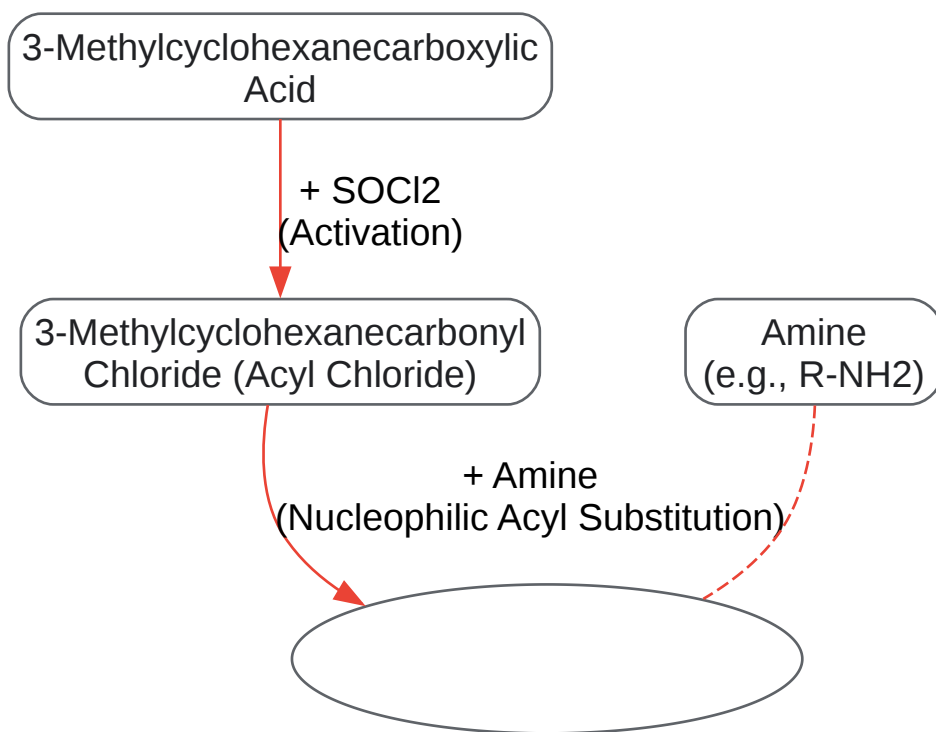 3-Methylcyclohexanecarboxylic
Acid
+ SOCl2
(Activation)
3-Methylcyclohexanecarbonyl
Chloride (Acyl Chloride)
Amine
(e.g., R-NH2)
+ Amine
(Nucleophilic Acyl Substitution)